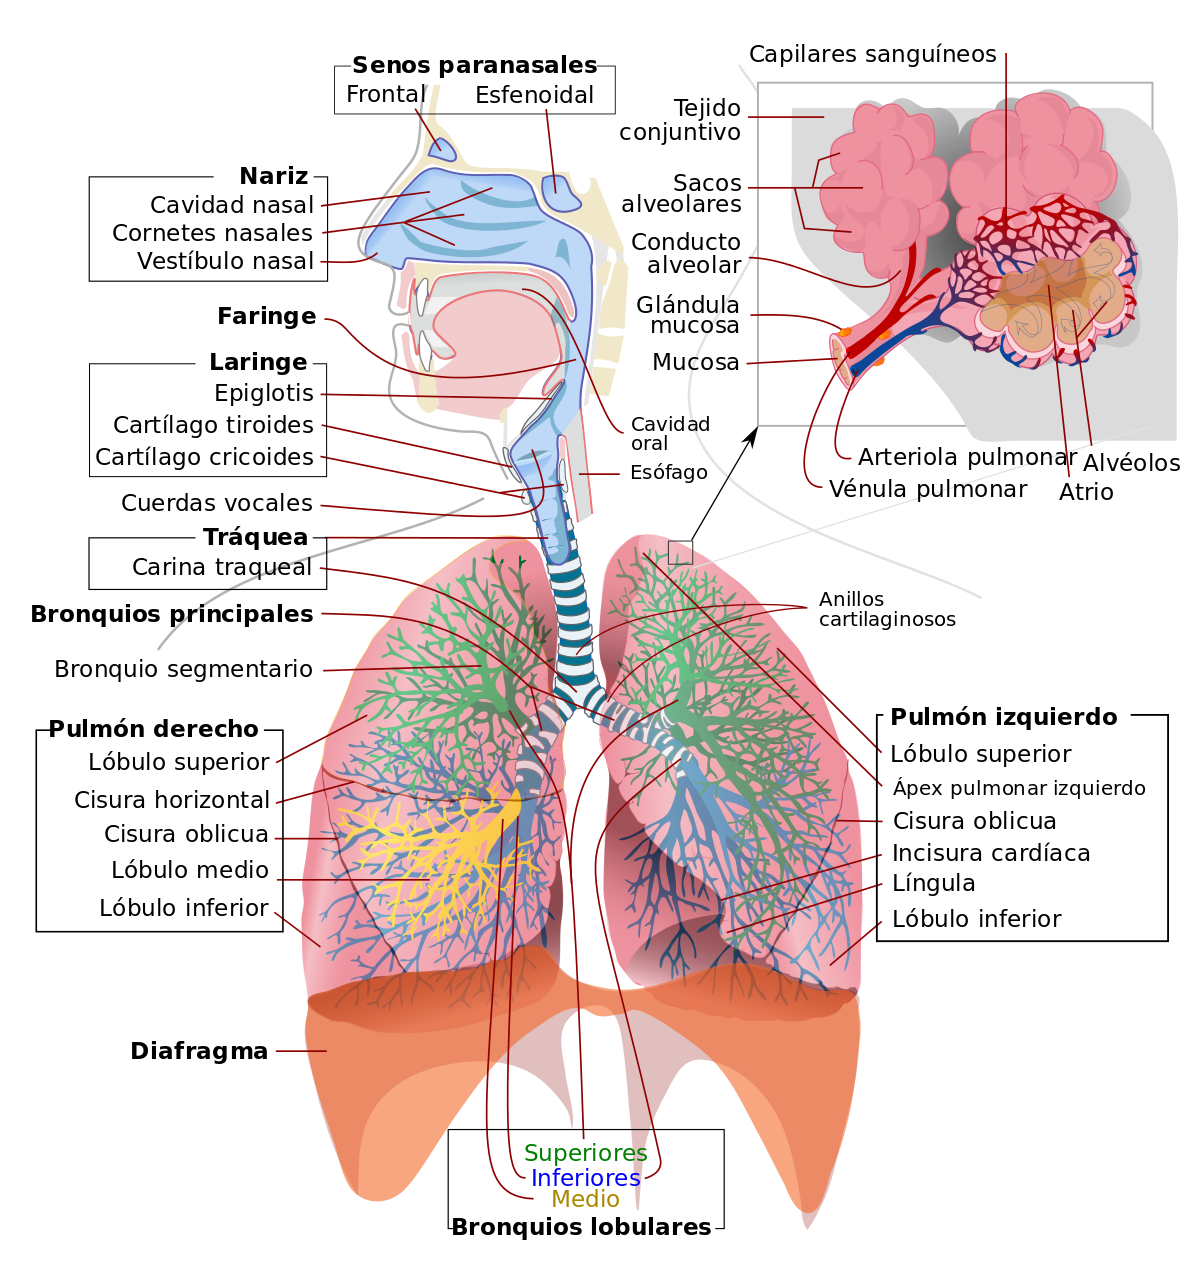 Senos paranasales
Frontal
Esfenoidal
Nariz
Cavidad nasal
Cornetes nasales
Vestíbulo nasal
Faringe
Laringe
Epiglotis
Cartílago tiroides
Cartílago cricoides
Cuerdas vocales
Tráquea
Carina traqueal
Bronquios principales
Bronquio segmentario
Pulmón derecho
Lóbulo superior
Cisura horizontal
Cisura oblicua
Lóbulo medio
Lóbulo inferior
Diafragma
Capilares sanguíneos
Tejido
conjuntivo
Sacos
alveolares
Conducto
alveolar
Glándula
mucosa
Mucosa
Cavidad
oral
Esófago
Arteriola pulmonar
Alvéolos
Vénula pulmonar
Atrio
Anillos
cartilaginosos
Pulmón izquierdo
Lóbulo superior
Ápex pulmonar izquierdo
Cisura oblicua
Incisura cardíaca
Língula
Lóbulo inferior
Superiores
Inferiores
Medio
Bronquios lobulares